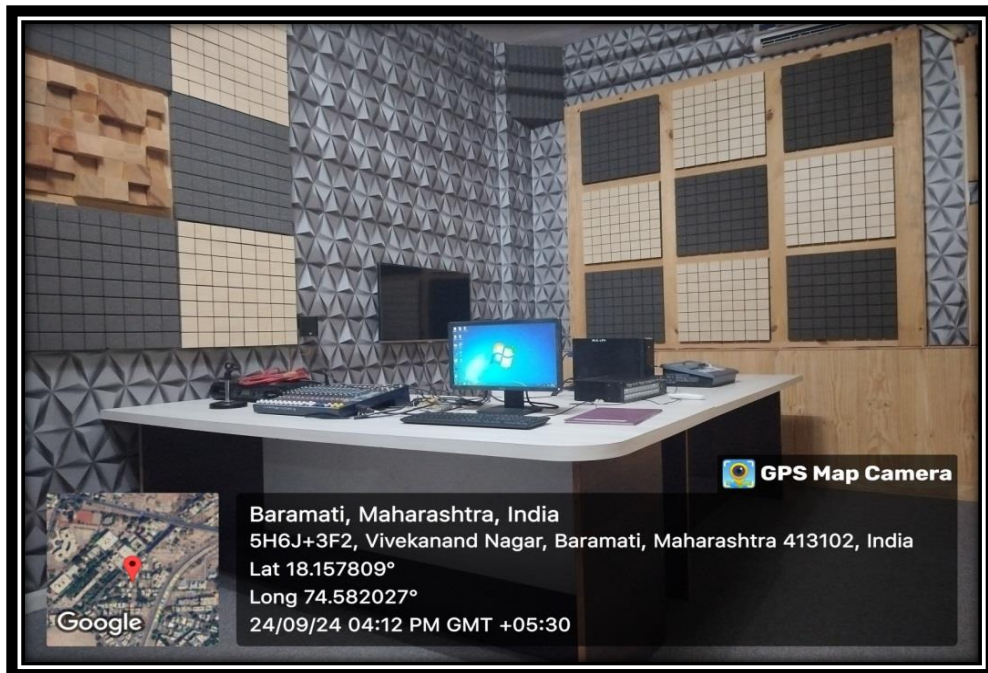 GPS Map Camera
Baramati, Maharashtra, India
5H6J+3F2, Vivekanand Nagar, Baramati, Maharashtra 413102, India
Lat 18.157809°
Long 74.582027°
24/09/24 04:12 PM GMT +05:30
Google